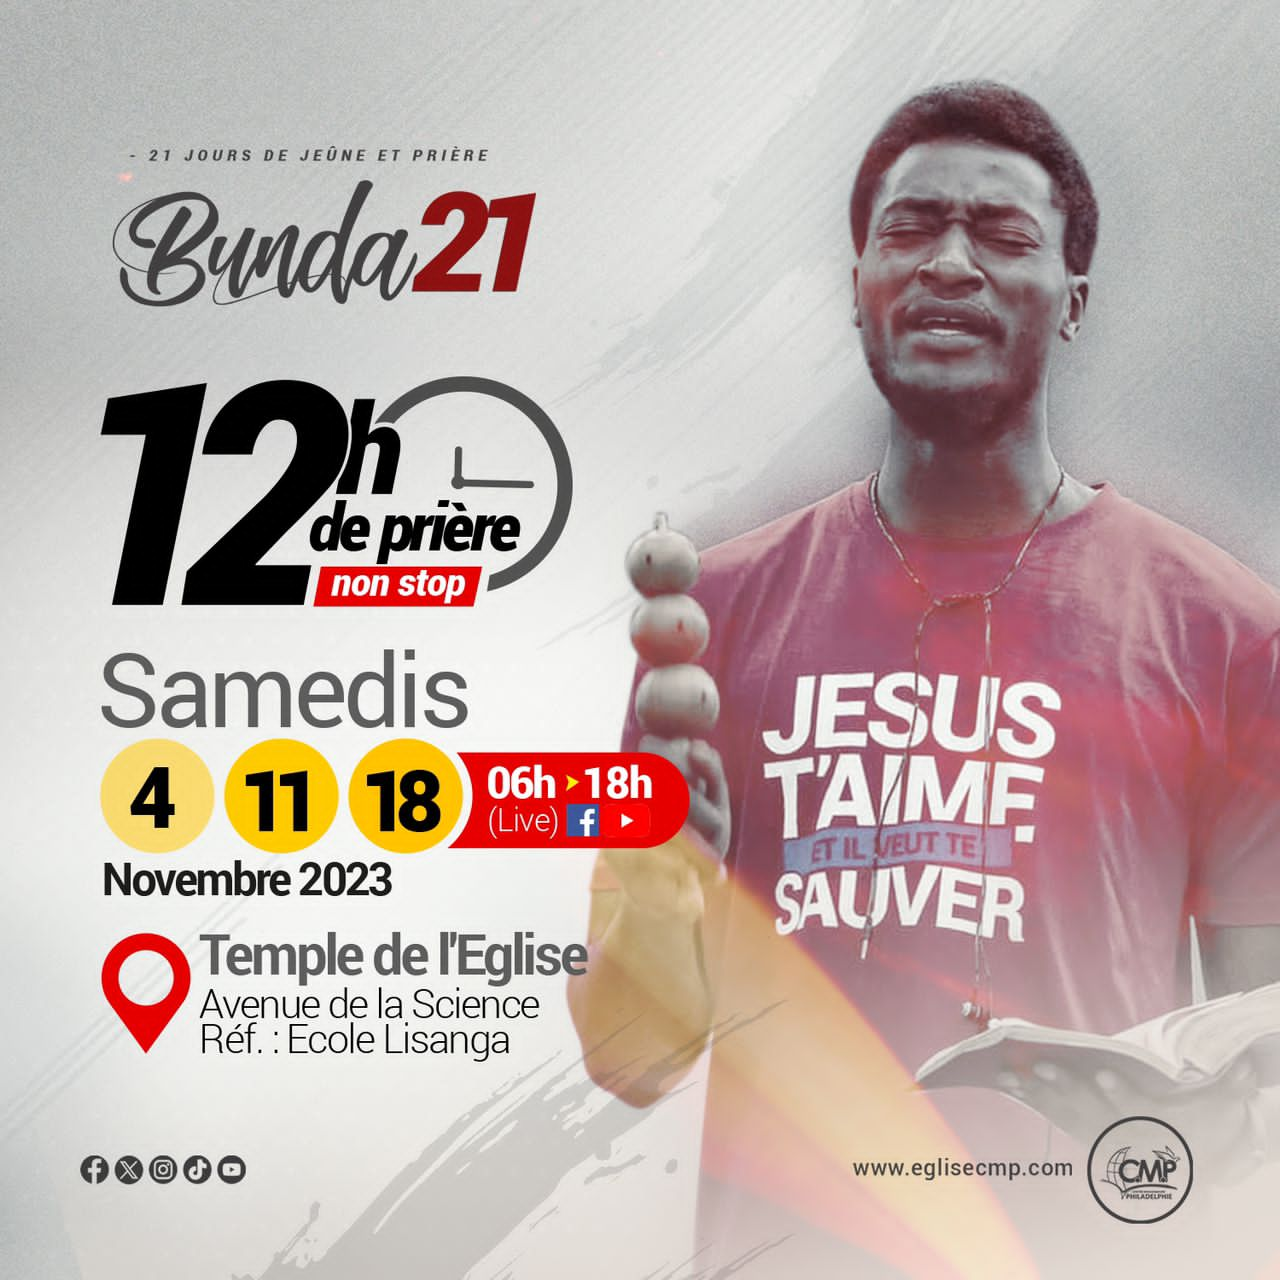 - 21 JOURS DE JEÛNE ET PRIÈRE
Bunda21
12h
de prière
non stop
Samedis
4 11 18
06h 18h
(Live)
Novembre 2023
Temple de l'Eglise
Avenue de la Science
Réf. : Ecole Lisanga
JESUS
T'AIME
ET IL VEUT TE
SAUVER
www.eglisecmp.com
C.M.P
PHILADELPHIE